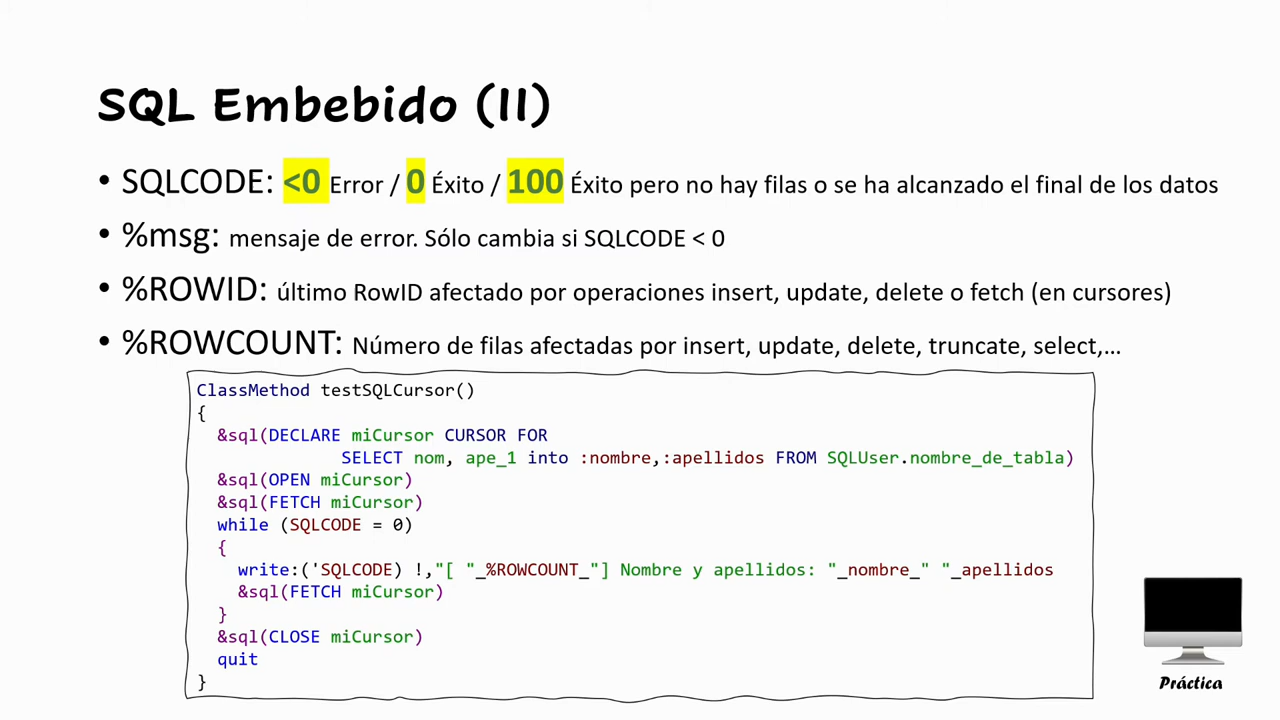 SQL Embebido (II)
• SQLCODE: <0 Error / 0 Éxito / 100 Éxito pero no hay filas o se ha alcanzado el final de los datos
• %msg: mensaje de error. Sólo cambia si SQLCODE < 0
• %ROWID: último RowID afectado por operaciones insert, update, delete o fetch (en cursores)
• %ROWCOUNT: Número de filas afectadas por insert, update, delete, truncate, select,…
ClassMethod testSQLCursor()
{
&sql(DECLARE miCursor CURSOR FOR
SELECT nom, ape_1 into :nombre,:apellidos FROM SQLUser.nombre_de_tabla)
&sql(OPEN miCursor)
&sql(FETCH miCursor)
while (SQLCODE = 0)
{
write:('SQLCODE) !,"[ "_%ROWCOUNT_"] Nombre y apellidos: "_nombre_" "_apellidos
&sql(FETCH miCursor)
}
&sql(CLOSE miCursor)
quit
}
Práctica